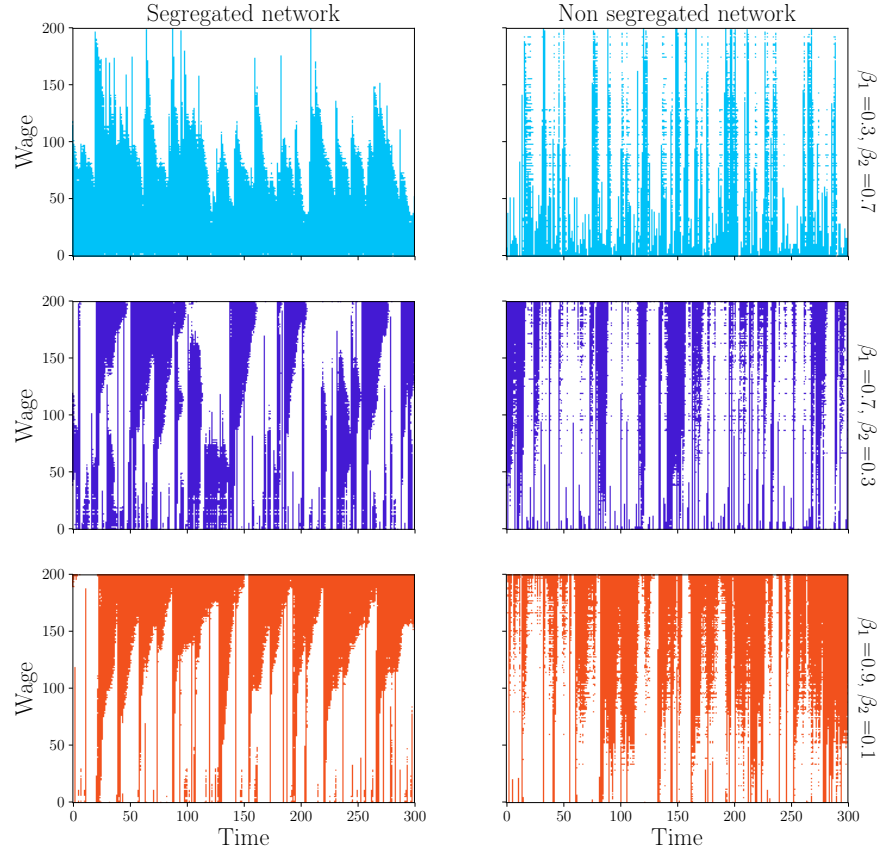 Segregated network
Non segregated network
200
150
100
50
0
Wage
β₁=0.3, β₂=0.7
200
150
100
50
0
Wage
β₁=0.7, β₂=0.3
200
150
100
50
0
Wage
β₁=0.9, β₂=0.1
0 50 100 150 200 250 300
0 50 100 150 200 250 300
Time
Time